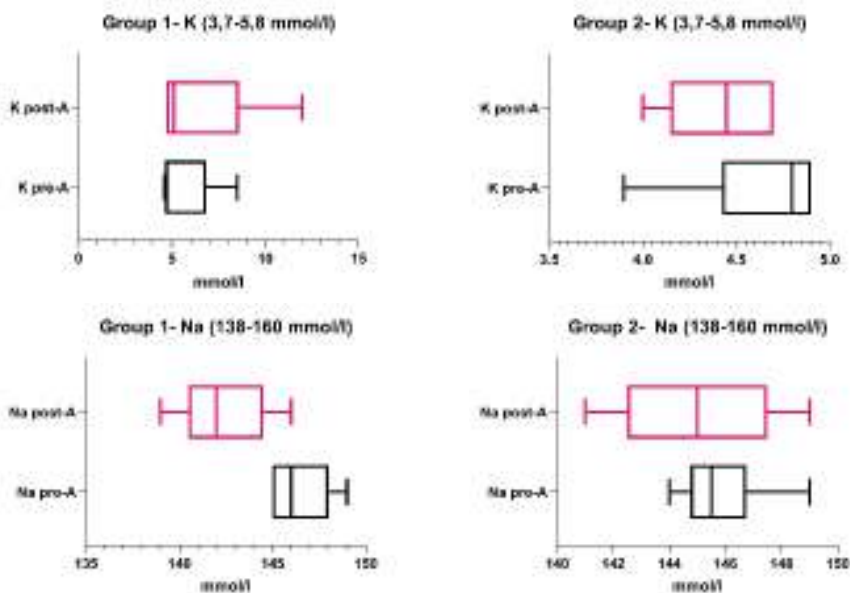 Group 1- K (3,7-5,8 mmol/l)
K post-A
K pro-A
0 5 10 15
mmol/l
Group 2- K (3,7-5,8 mmol/l)
K post-A
K pro-A
3.5 4.0 4.5 5.0
mmol/l
Group 1- Na (138-160 mmol/l)
Na post-A
Na pro-A
135 140 145 150
mmol/l
Group 2- Na (138-160 mmol/l)
Na post-A
Na pro-A
140 142 144 146 148 150
mmol/l